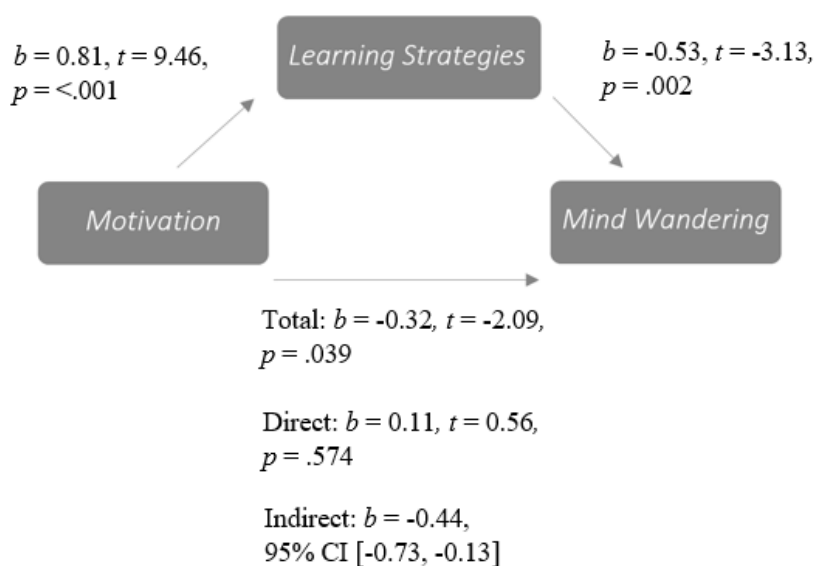 b = 0.81, t = 9.46,
p = <.001
Learning Strategies
b = -0.53, t = -3.13,
p = .002
Motivation
Mind Wandering
Total: b = -0.32, t = -2.09,
p = .039
Direct: b = 0.11, t = 0.56,
p = .574
Indirect: b = -0.44,
95% CI [-0.73, -0.13]